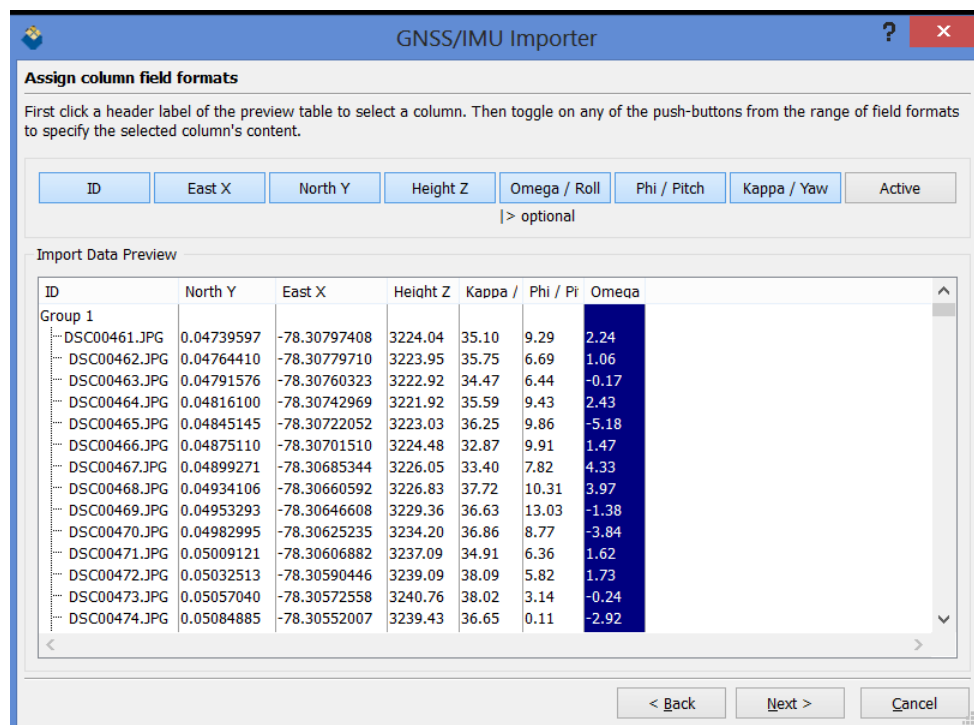 GNSS/IMU Importer ? ×
Assign column field formats
First click a header label of the preview table to select a column. Then toggle on any of the push-buttons from the range of field formats
to specify the selected column's content.
ID East X North Y Height Z Omega / Roll Phi / Pitch Kappa / Yaw Active
|> optional
Import Data Preview
ID North Y East X Height Z Kappa / Phi / Pi Omega
Group 1
DSC00461.JPG 0.04739597 -78.30797408 3224.04 35.10 9.29 2.24
DSC00462.JPG 0.04764410 -78.30779710 3223.95 35.75 6.69 1.06
DSC00463.JPG 0.04791576 -78.30760323 3222.92 34.47 6.44 -0.17
DSC00464.JPG 0.04816100 -78.30742969 3221.92 35.59 9.43 2.43
DSC00465.JPG 0.04845145 -78.30722052 3223.03 36.25 9.86 -5.18
DSC00466.JPG 0.04875110 -78.30701510 3224.48 32.87 9.91 1.47
DSC00467.JPG 0.04899271 -78.30685344 3226.05 33.40 7.82 4.33
DSC00468.JPG 0.04934106 -78.30660592 3226.83 37.72 10.31 3.97
DSC00469.JPG 0.04953293 -78.30646608 3229.36 36.63 13.03 -1.38
DSC00470.JPG 0.04982995 -78.30625235 3234.20 36.86 8.77 -3.84
DSC00471.JPG 0.05009121 -78.30606882 3237.09 34.91 6.36 1.62
DSC00472.JPG 0.05032513 -78.30590446 3239.09 38.09 5.82 1.73
DSC00473.JPG 0.05057040 -78.30572558 3240.76 38.02 3.14 -0.24
DSC00474.JPG 0.05084885 -78.30552007 3239.43 36.65 0.11 -2.92
< Back Next > Cancel